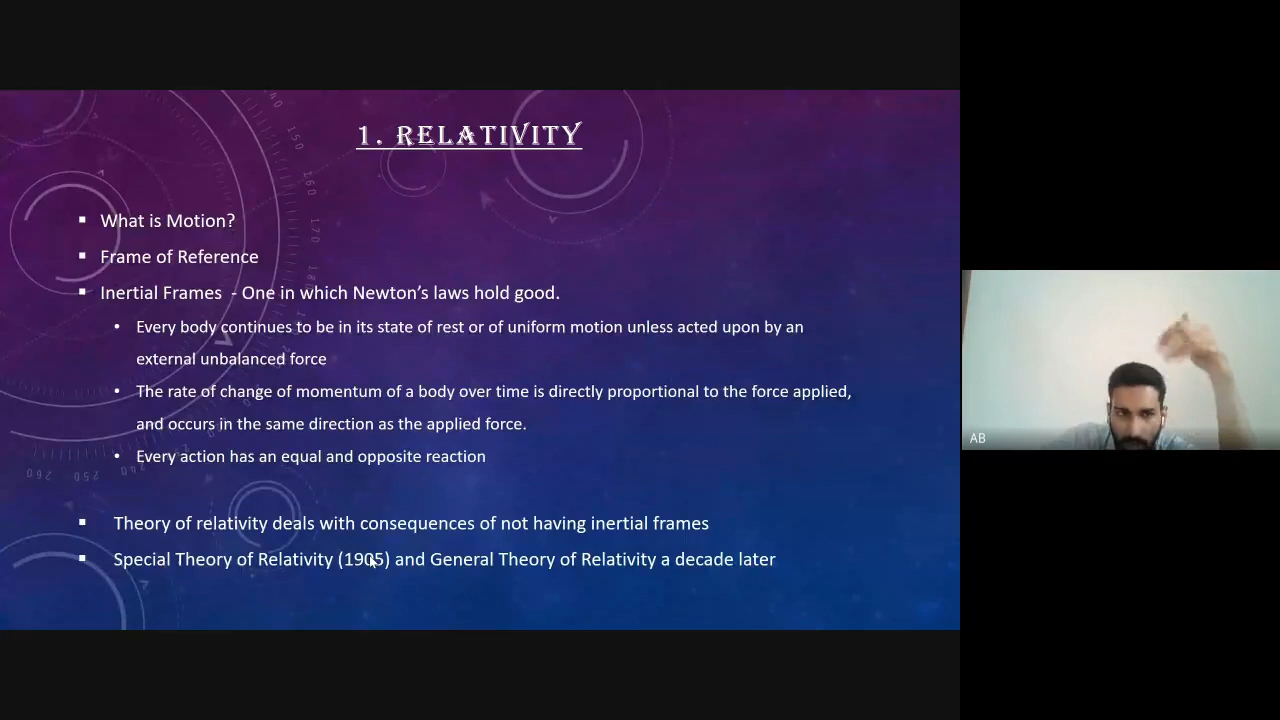 1. RELATIVITY
What is Motion?
Frame of Reference
Inertial Frames - One in which Newton's laws hold good.
Every body continues to be in its state of rest or of uniform motion unless acted upon by an
external unbalanced force
The rate of change of momentum of a body over time is directly proportional to the force applied,
and occurs in the same direction as the applied force.
Every action has an equal and opposite reaction
Theory of relativity deals with consequences of not having inertial frames
Special Theory of Relativity (1905) and General Theory of Relativity a decade later
AB
150
160
170
260
250